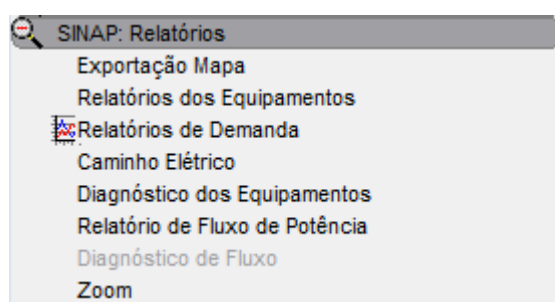 SINAP: Relatórios
Exportação Mapa
Relatórios dos Equipamentos
Relatórios de Demanda
Caminho Elétrico
Diagnóstico dos Equipamentos
Relatório de Fluxo de Potência
Diagnóstico de Fluxo
Zoom